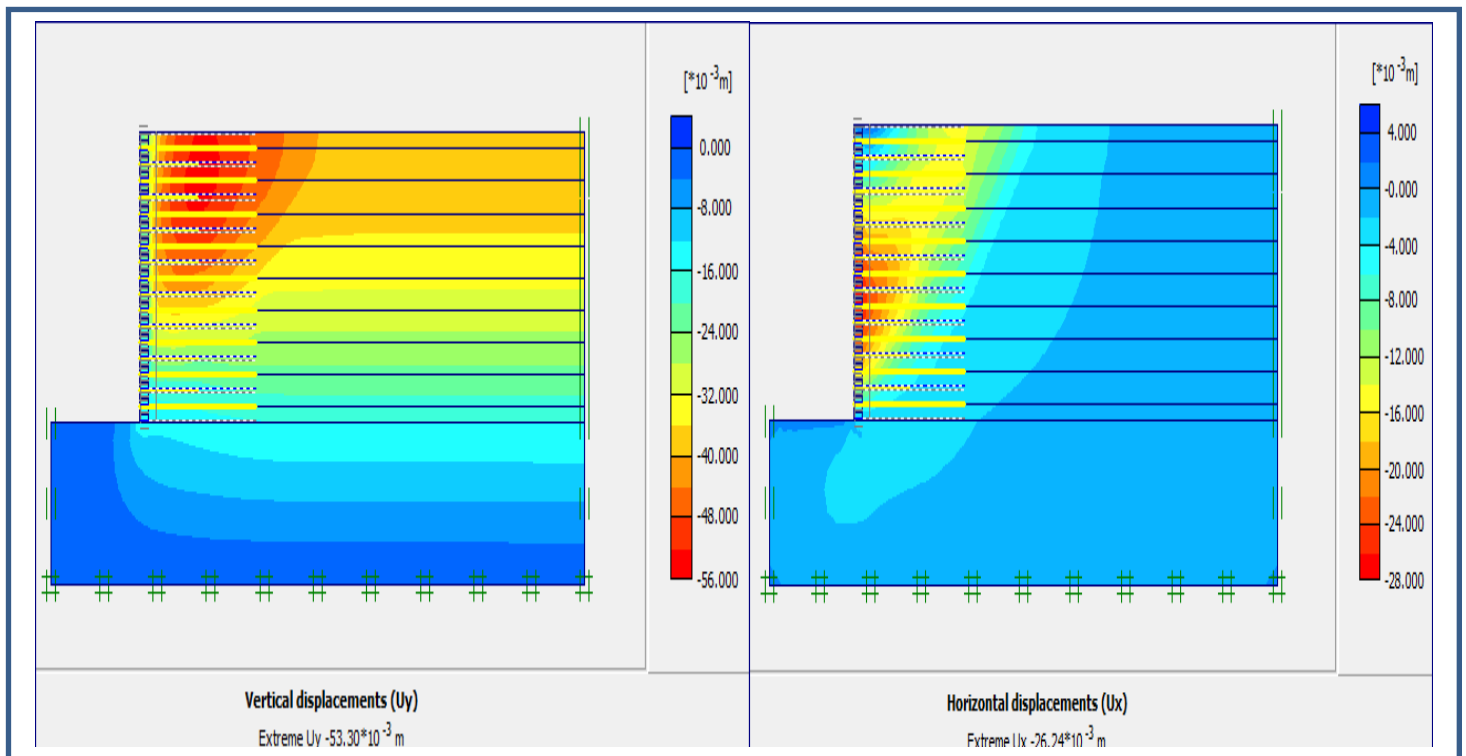 [*10 -3 m]
0.000
-8.000
-16.000
-24.000
-32.000
-40.000
-48.000
-56.000
Vertical displacements (Uy)
Extreme Uy -53.30*10 -3 m
[*10 -3 m]
4.000
-0.000
-4.000
-8.000
-12.000
-16.000
-20.000
-24.000
-28.000
Horizontal displacements (Ux)
Extreme Ux -26.24*10 -3 m